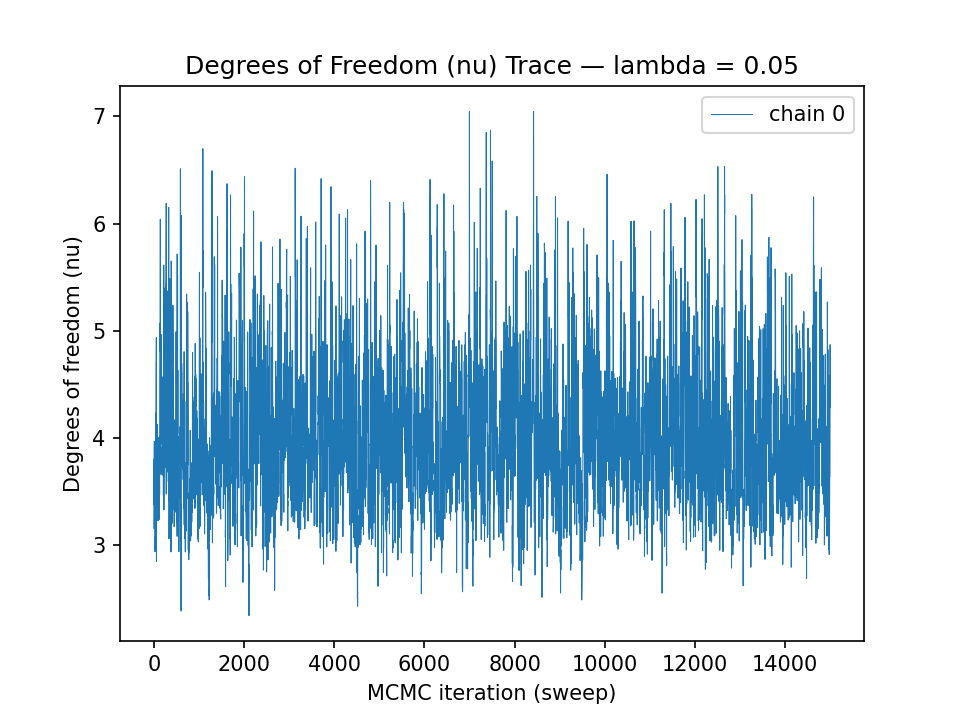 Degrees of Freedom (nu) Trace — lambda = 0.05
chain 0
Degrees of freedom (nu)
7
6
5
4
3
0 2000 4000 6000 8000 10000 12000 14000
MCMC iteration (sweep)